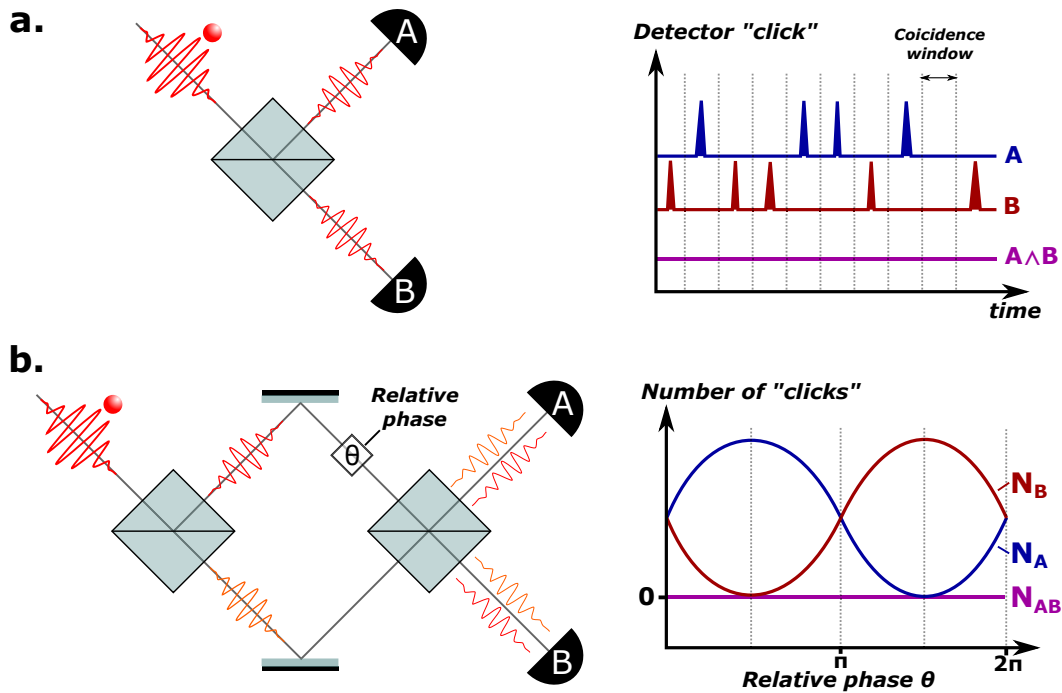 a.
A
B
Detector "click"
Coicidence
window
A
B
A∧B
time
b.
Relative
phase
θ
A
B
Number of "clicks"
N_B
N_A
N_AB
0
π
2π
Relative phase θ